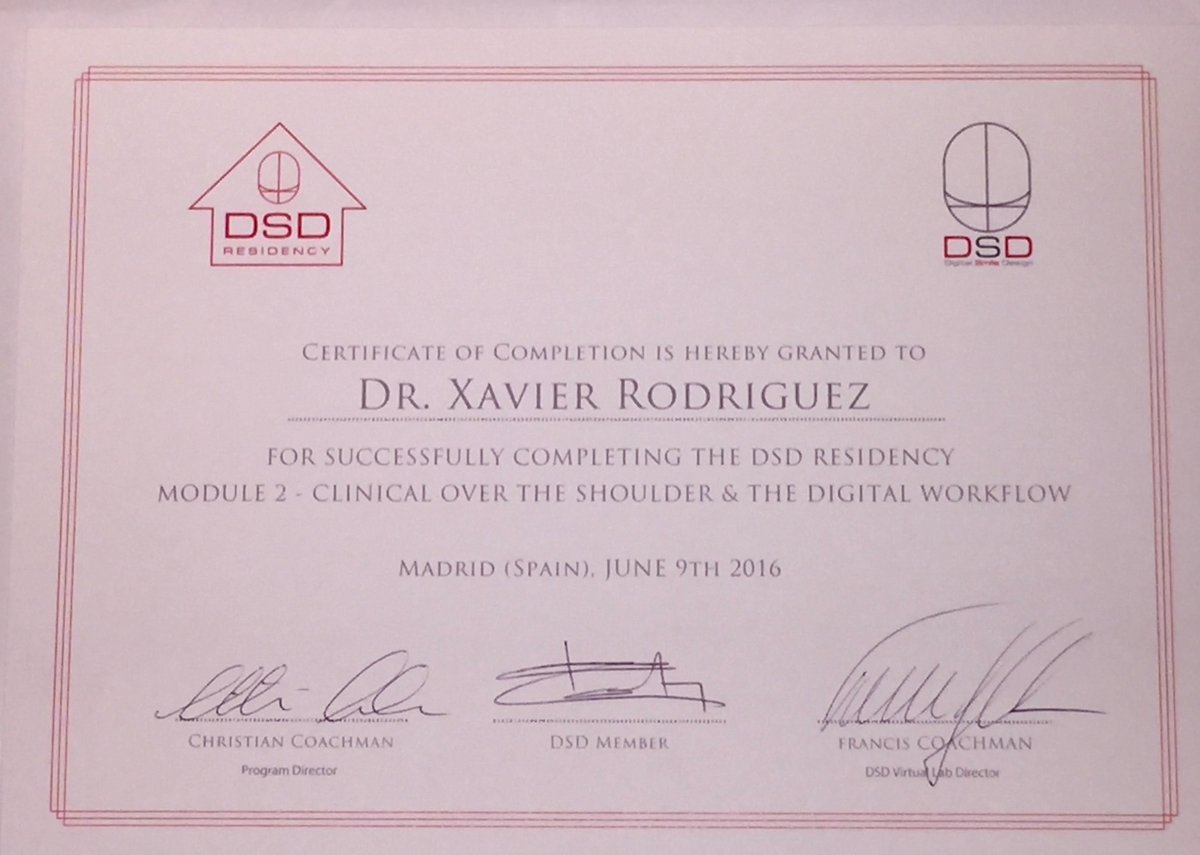 DSD
RESIDENCY
DSD
Digital Smile Design
CERTIFICATE OF COMPLETION IS HEREBY GRANTED TO
DR. XAVIER RODRIGUEZ
FOR SUCCESSFULLY COMPLETING THE DSD RESIDENCY
MODULE 2 - CLINICAL OVER THE SHOULDER & THE DIGITAL WORKFLOW
MADRID (SPAIN), JUNE 9TH 2016
CHRISTIAN COACHMAN
Program Director
DSD MEMBER
FRANCIS COACHMAN
DSD Virtual Lab Director